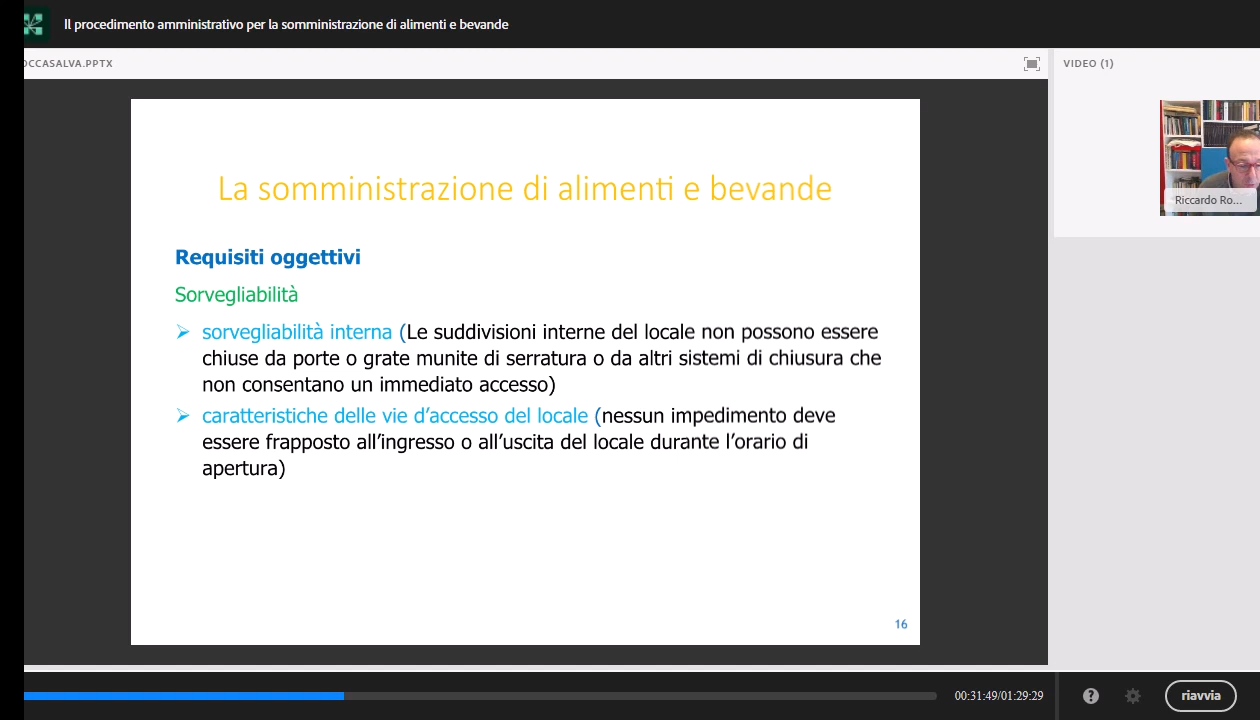 Il procedimento amministrativo per la somministrazione di alimenti e bevande
OCCASALVA.PPTX
VIDEO (1)
La somministrazione di alimenti e bevande
Requisiti oggettivi
Sorvegliabilità
➢ sorvegliabilità interna (Le suddivisioni interne del locale non possono essere
chiuse da porte o grate munite di serratura o da altri sistemi di chiusura che
non consentano un immediato accesso)
➢ caratteristiche delle vie d’accesso del locale (nessun impedimento deve
essere frapposto all’ingresso o all’uscita del locale durante l’orario di
apertura)
Riccardo Ro...
16
00:31:49/01:29:29
?
riavvia